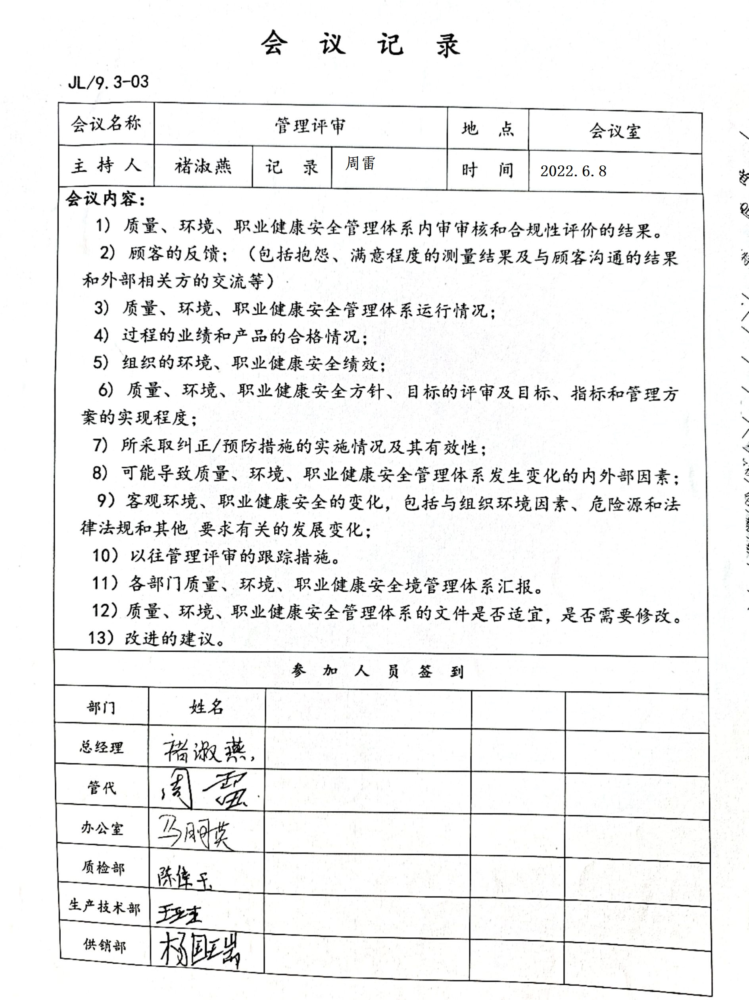 会 议 记 录
JL/9.3-03
会议名称 管理评审 地 点 会议室
主 持 人 褚淑燕 记 录 周雷 时 间 2022.6.8
会议内容：
1) 质量、环境、职业健康安全管理体系内审审核和合规性评价的结果。
2) 顾客的反馈；（包括抱怨、满意程度的测量结果及与顾客沟通的结果
和外部相关方的交流等）
3) 质量、环境、职业健康安全管理体系运行情况；
4) 过程的业绩和产品的合格情况；
5) 组织的环境、职业健康安全绩效；
6) 质量、环境、职业健康安全方针、目标的评审及目标、指标和管理方
案的实现程度；
7) 所采取纠正/预防措施的实施情况及其有效性；
8) 可能导致质量、环境、职业健康安全管理体系发生变化的内外部因素；
9）客观环境、职业健康安全的变化，包括与组织环境因素、危险源和法
律法规和其他 要求有关的发展变化；
10）以往管理评审的跟踪措施。
11）各部门质量、环境、职业健康安全境管理体系汇报。
12）质量、环境、职业健康安全管理体系的文件是否适宜，是否需要修改。
13）改进的建议。
参 加 人 员 签 到
部门 姓名
总经理 褚淑燕
管代 周雷
办公室 马明英
质检部 陈佳玉
生产技术部
供销部 杨国瑞